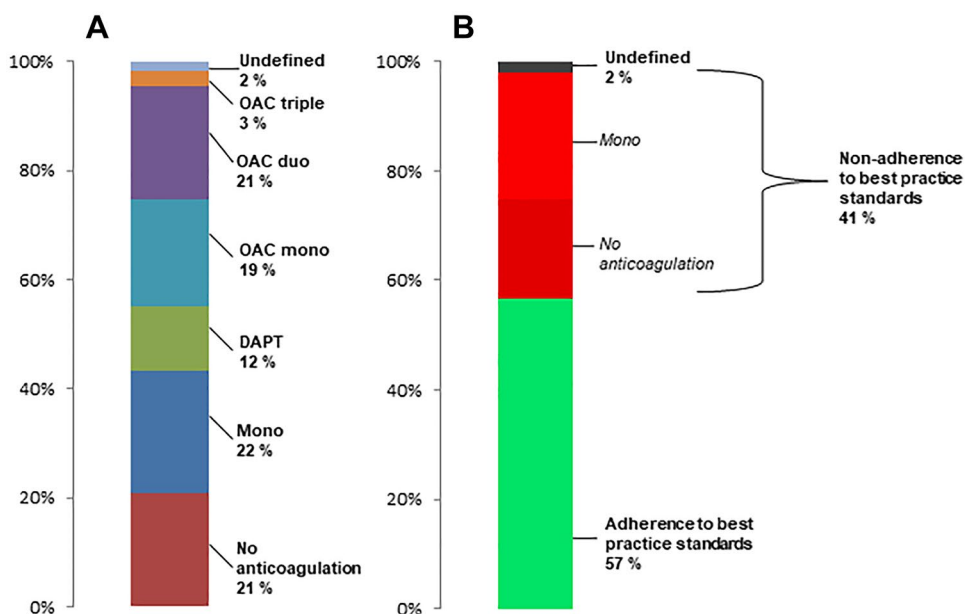 A
100%
80%
60%
40%
20%
0%
Undefined
2 %
OAC triple
3 %
OAC duo
21 %
OAC mono
19 %
DAPT
12 %
Mono
22 %
No
anticoagulation
21 %
B
100%
80%
60%
40%
20%
0%
Undefined
2 %
Mono
No
anticoagulation
Non-adherence
to best practice
standards
41 %
Adherence to best
practice standards
57 %